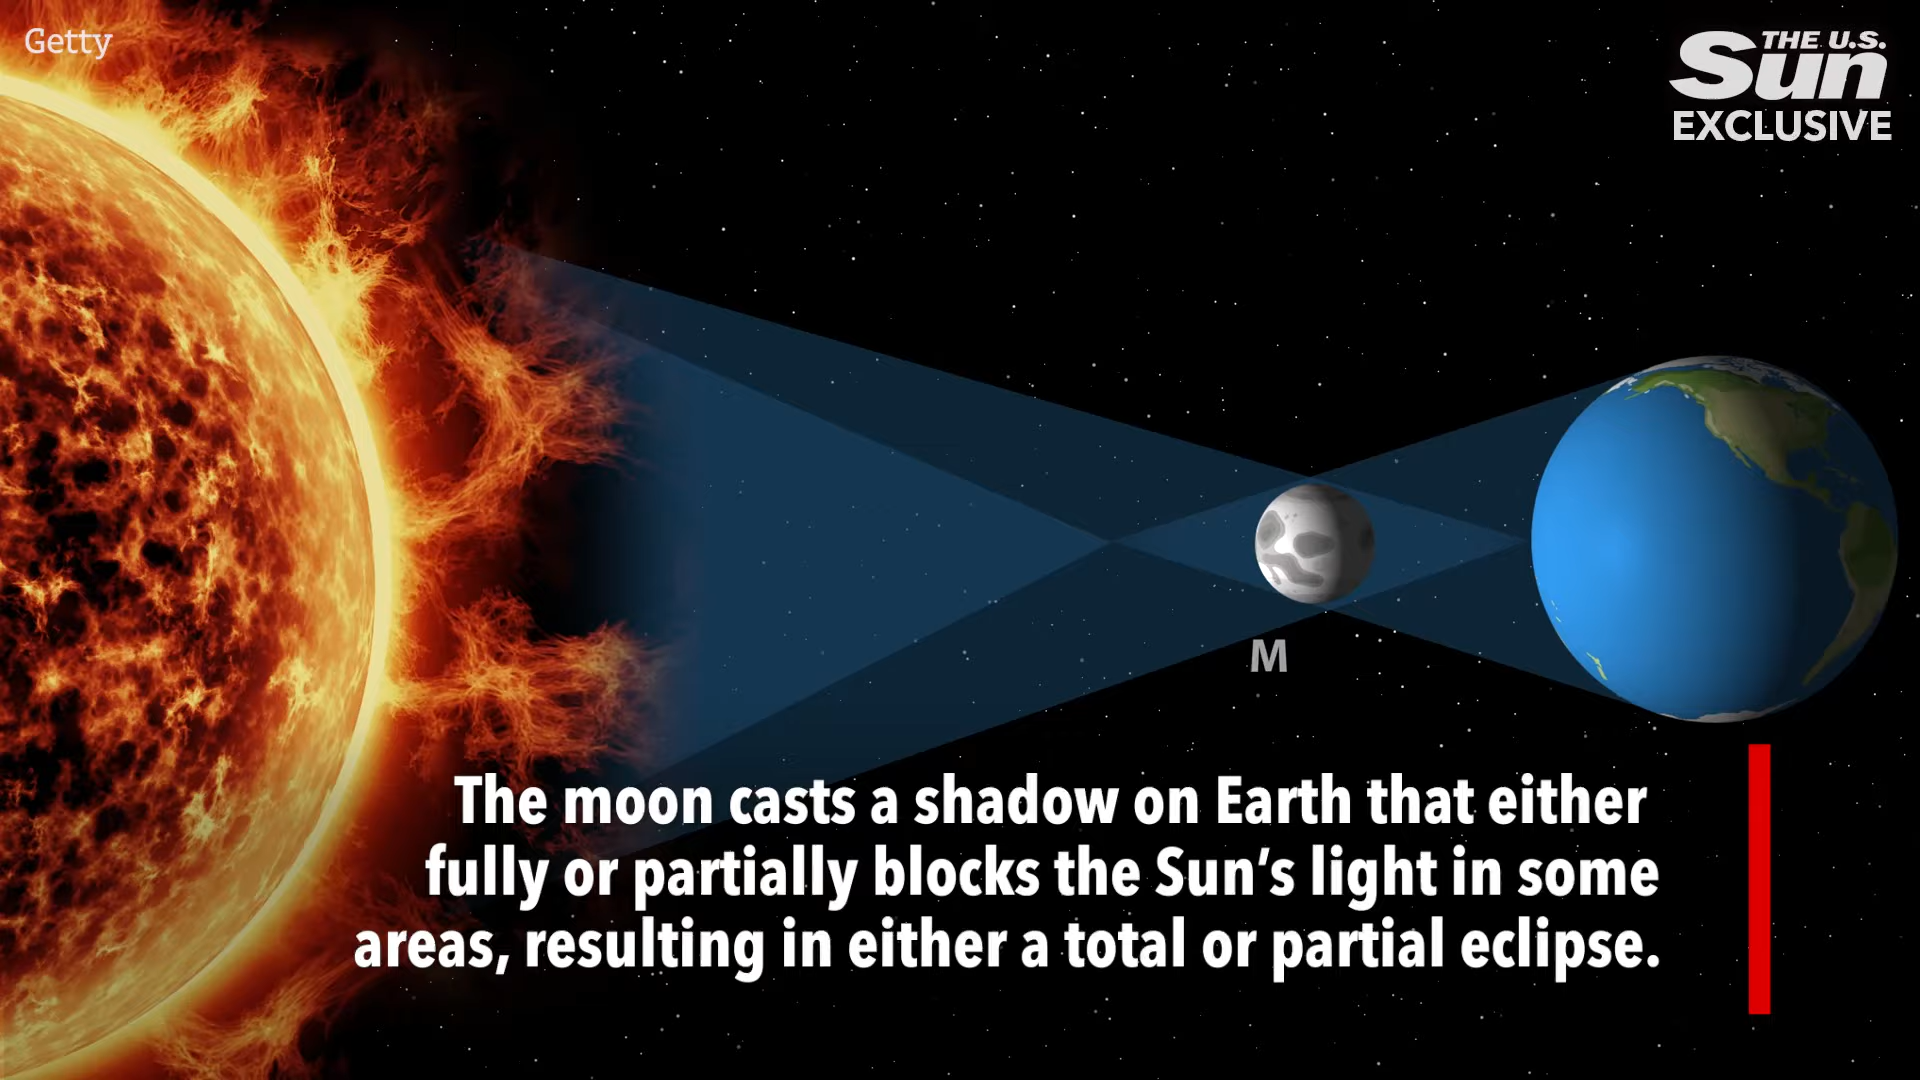 Getty
THE U.S.
Sun
EXCLUSIVE
M
The moon casts a shadow on Earth that either
fully or partially blocks the Sun’s light in some
areas, resulting in either a total or partial eclipse.